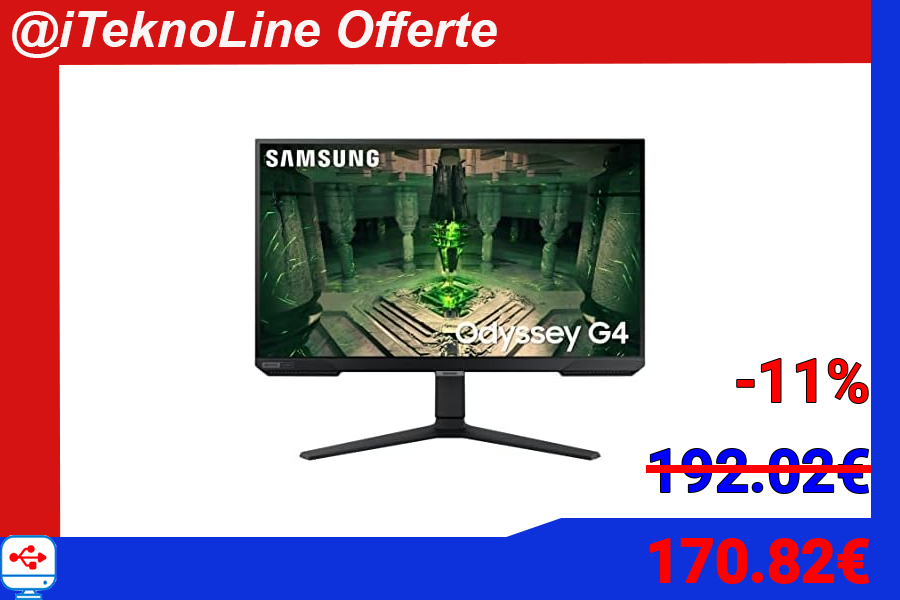 @iTeknoLine Offerte
SAMSUNG
Odyssey G4
-11%
192.02€
170.82€